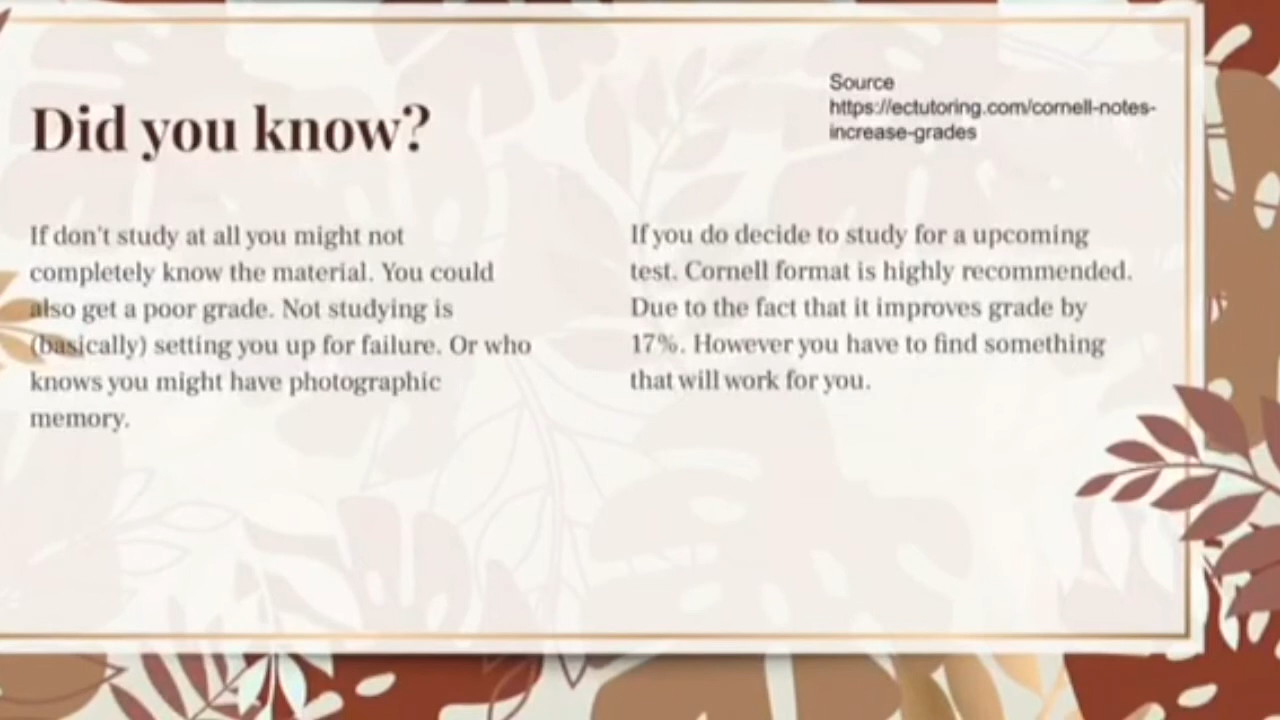 Did you know?
Source
https://ectutoring.com/cornell-notes-
increase-grades
If don't study at all you might not
completely know the material. You could
also get a poor grade. Not studying is
(basically) setting you up for failure. Or who
knows you might have photographic
memory.
If you do decide to study for a upcoming
test. Cornell format is highly recommended.
Due to the fact that it improves grade by
17%. However you have to find something
that will work for you.